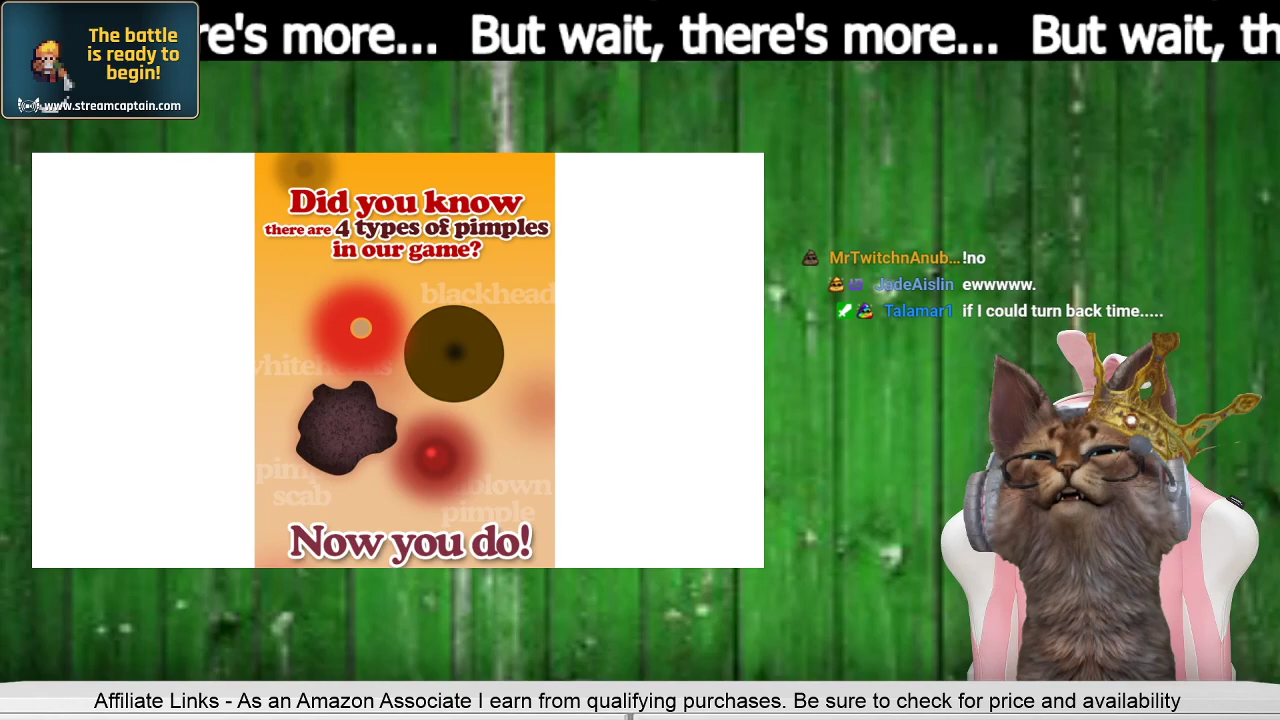 The battle
is ready to
begin!
www.streamcaptain.com
re's more... But wait, there's more... But wait, th
Did you know
there are 4 types of pimples
in our game?
blackhead
pim
scab
blown
pimple
Now you do!
MrTwitchnAnub... !no
JadeAislin ewwwww.
Talamar1 if I could turn back time.....
Affiliate Links - As an Amazon Associate I earn from qualifying purchases. Be sure to check for price and availability